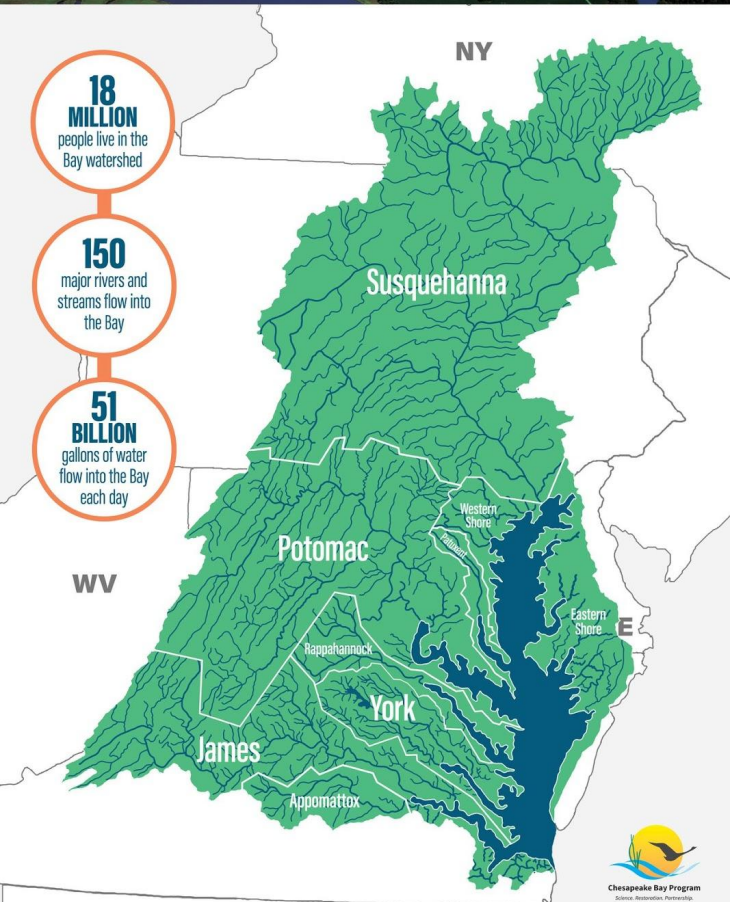 NY
18
MILLION
people live in the
Bay watershed
150
major rivers and
streams flow into
the Bay
Susquehanna
51
BILLION
gallons of water
flow into the Bay
each day
Western
Shore
Patuxent
Potomac
WV
Eastern
Shore
E
Rappahannock
York
James
Appomattox
Chesapeake Bay Program
Science. Restoration. Partnership.